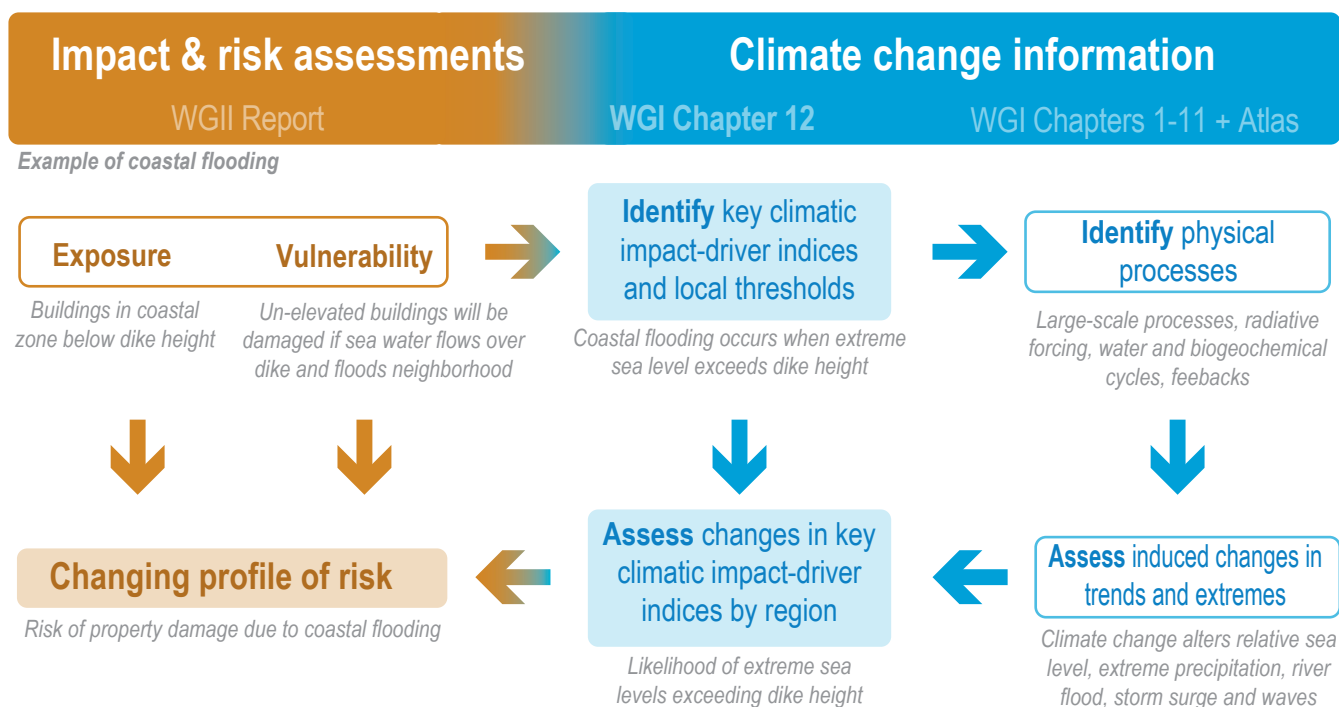 Impact & risk assessments
Climate change information
WGII Report
WGI Chapter 12
WGI Chapters 1-11 + Atlas
Example of coastal flooding
Exposure
Vulnerability
Buildings in coastal
zone below dike height
Un-elevated buildings will be
damaged if sea water flows over
dike and floods neighborhood
Identify key climatic
impact-driver indices
and local thresholds
Coastal flooding occurs when extreme
sea level exceeds dike height
Identify physical
processes
Large-scale processes, radiative
forcing, water and biogeochemical
cycles, feebacks
Changing profile of risk
Risk of property damage due to coastal flooding
Assess changes in key
climatic impact-driver
indices by region
Likelihood of extreme sea
levels exceeding dike height
Assess induced changes in
trends and extremes
Climate change alters relative sea
level, extreme precipitation, river
flood, storm surge and waves